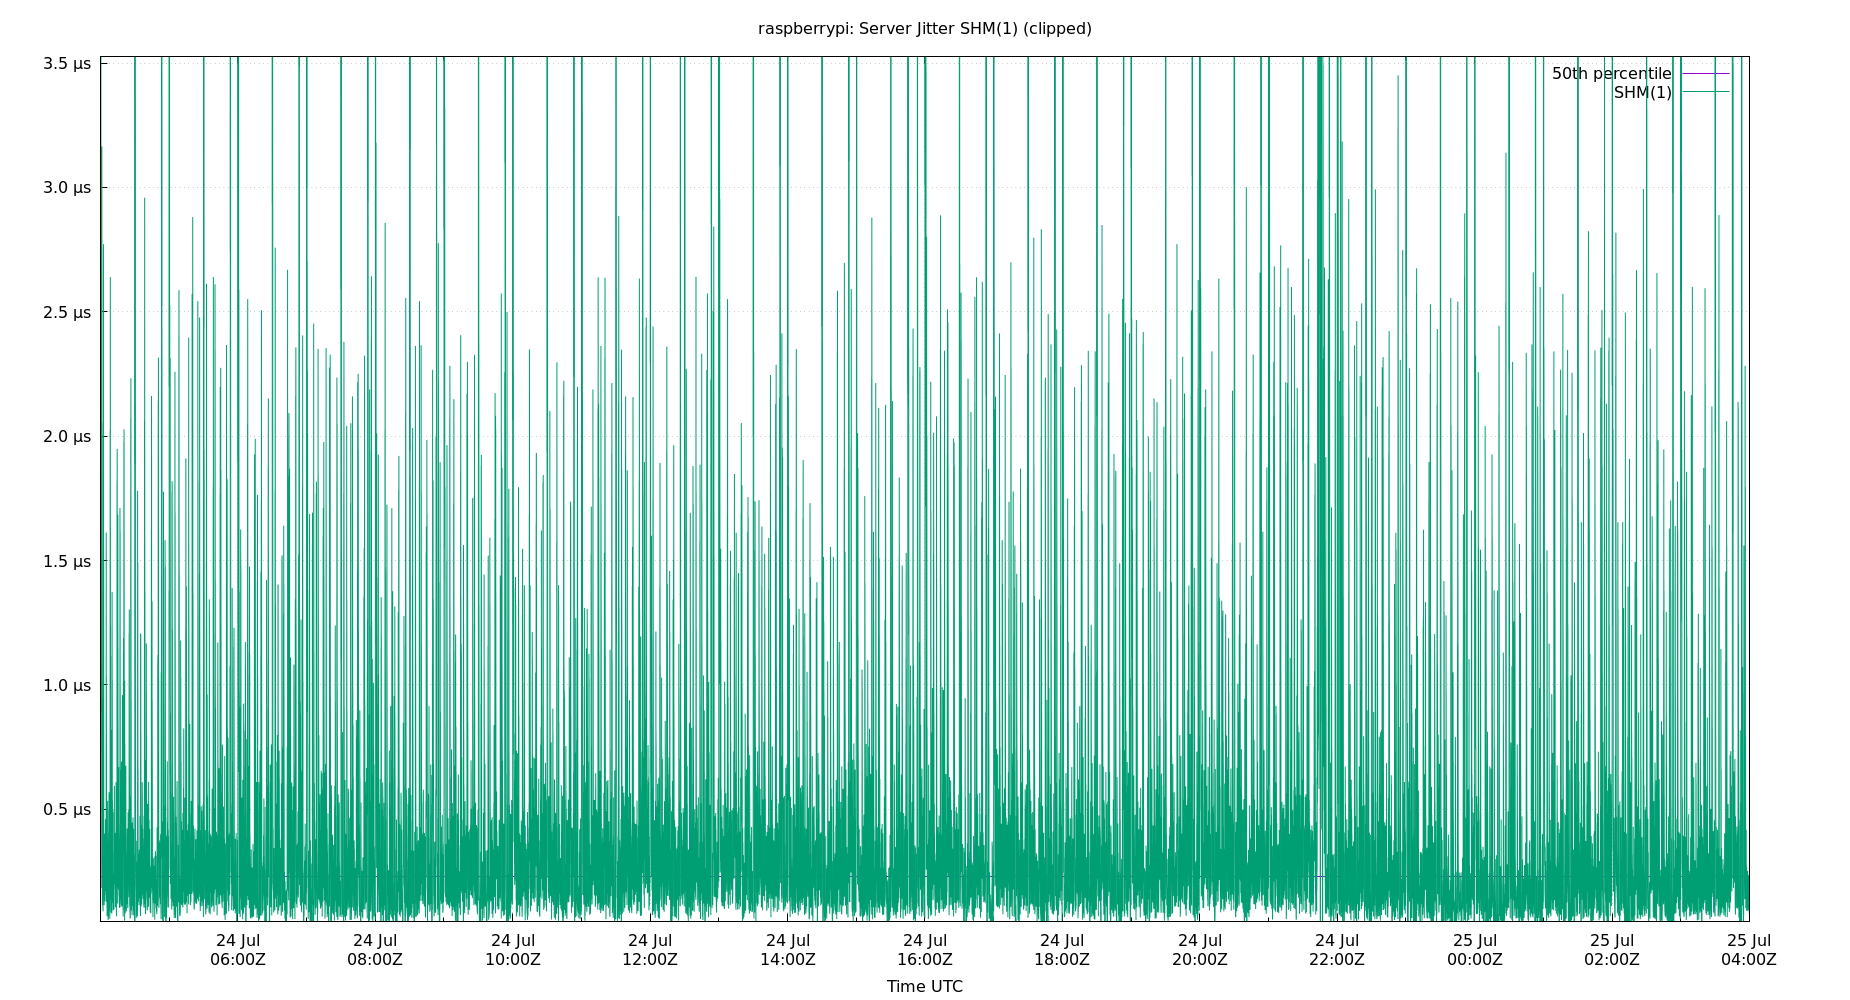 raspberrypi: Server Jitter SHM(1) (clipped)
3.5 µs
3.0 µs
2.5 µs
2.0 µs
1.5 µs
1.0 µs
0.5 µs
50th percentile
SHM(1)
24 Jul 24 Jul 24 Jul 24 Jul 24 Jul 24 Jul 24 Jul 24 Jul 24 Jul 25 Jul 25 Jul 25 Jul
06:00Z 08:00Z 10:00Z 12:00Z 14:00Z 16:00Z 18:00Z 20:00Z 22:00Z 00:00Z 02:00Z 04:00Z
Time UTC